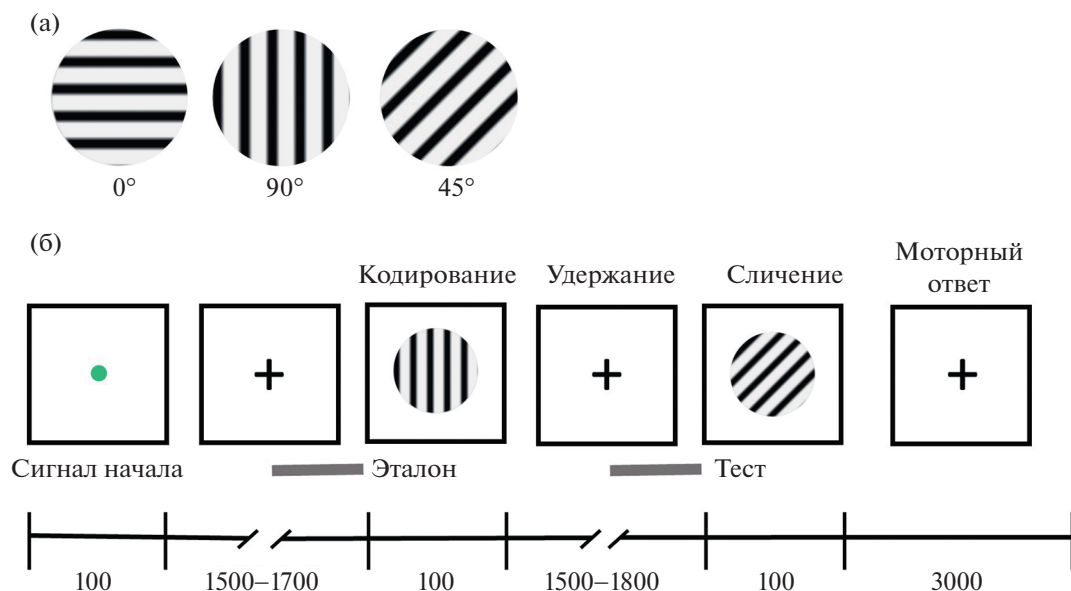 (а)
0° 90° 45°
(б)
Кодирование Удержание Сличение Моторный
ответ
Сигнал начала Эталон Тест
100 1500–1700 100 1500–1800 100 3000